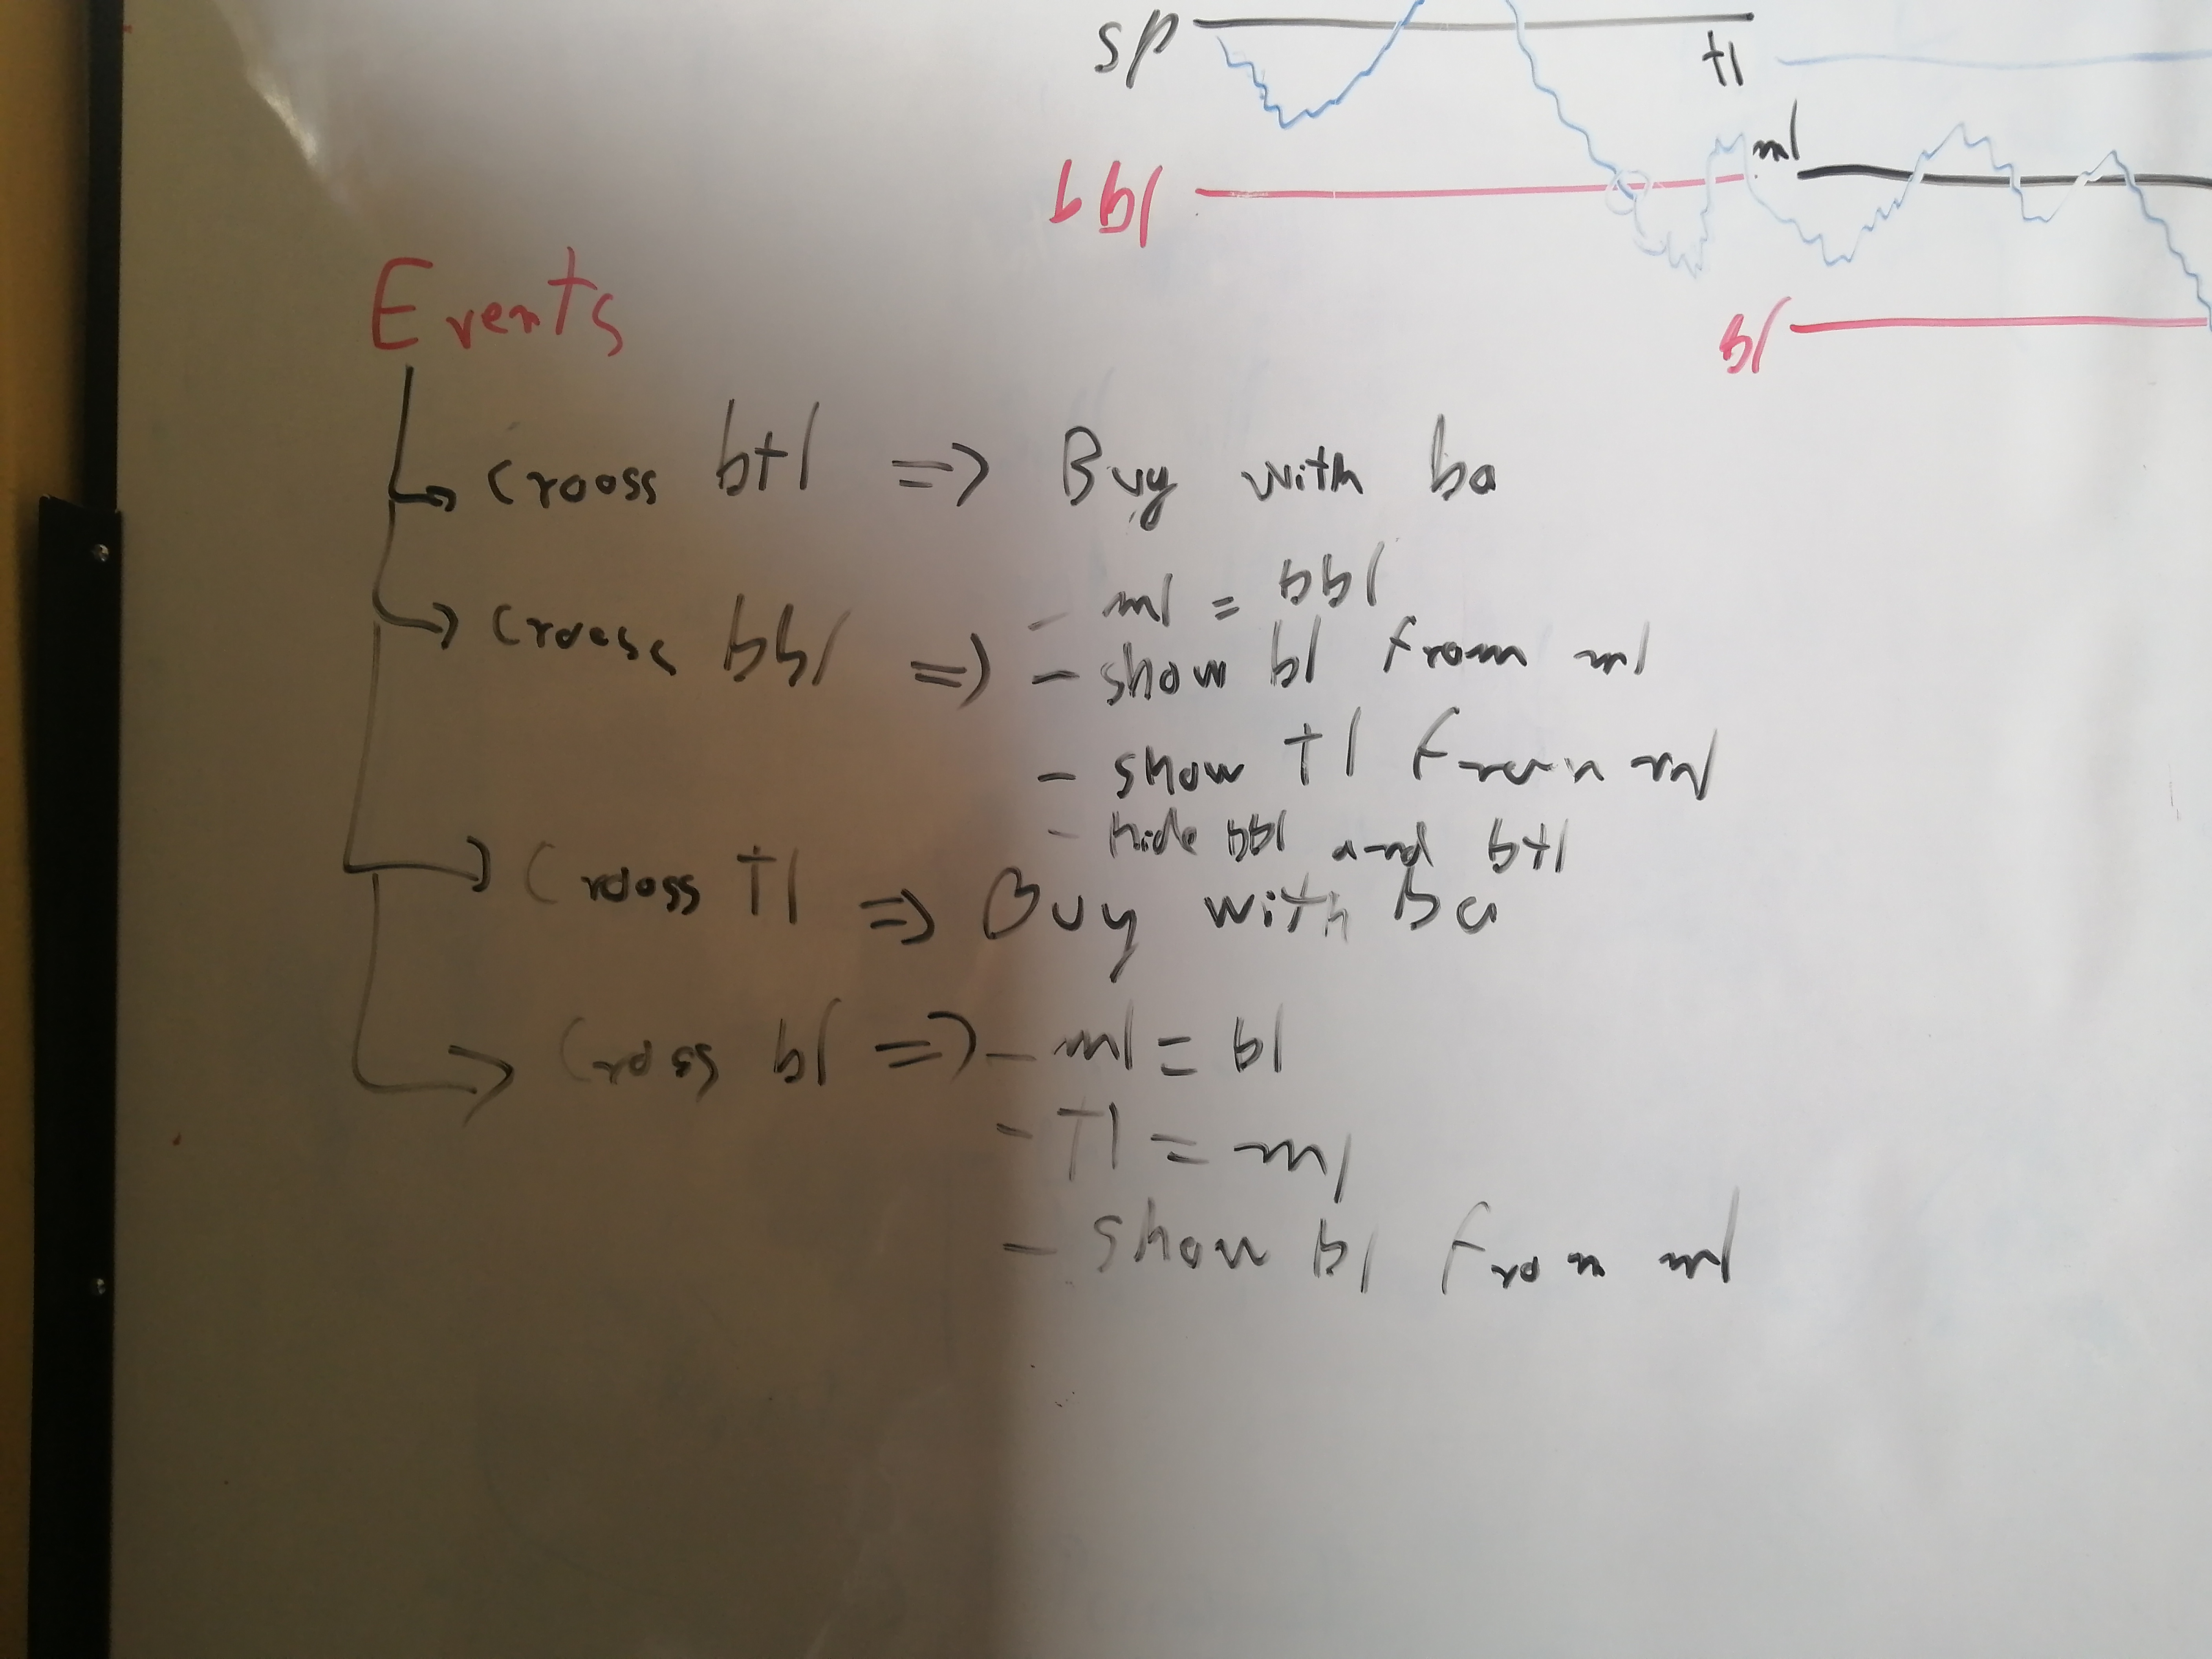 sp
tl
ml
bbl
bl
Events
Crooss btl => Buy with ba
- ml = bbl
Crooss bbl => - show bl from ml
- show Tl from ml
- hide bbl and btl
Crooss Tl => Buy with Ba
Cross bl => - ml = bl
- Tl = ml
- show bl from ml